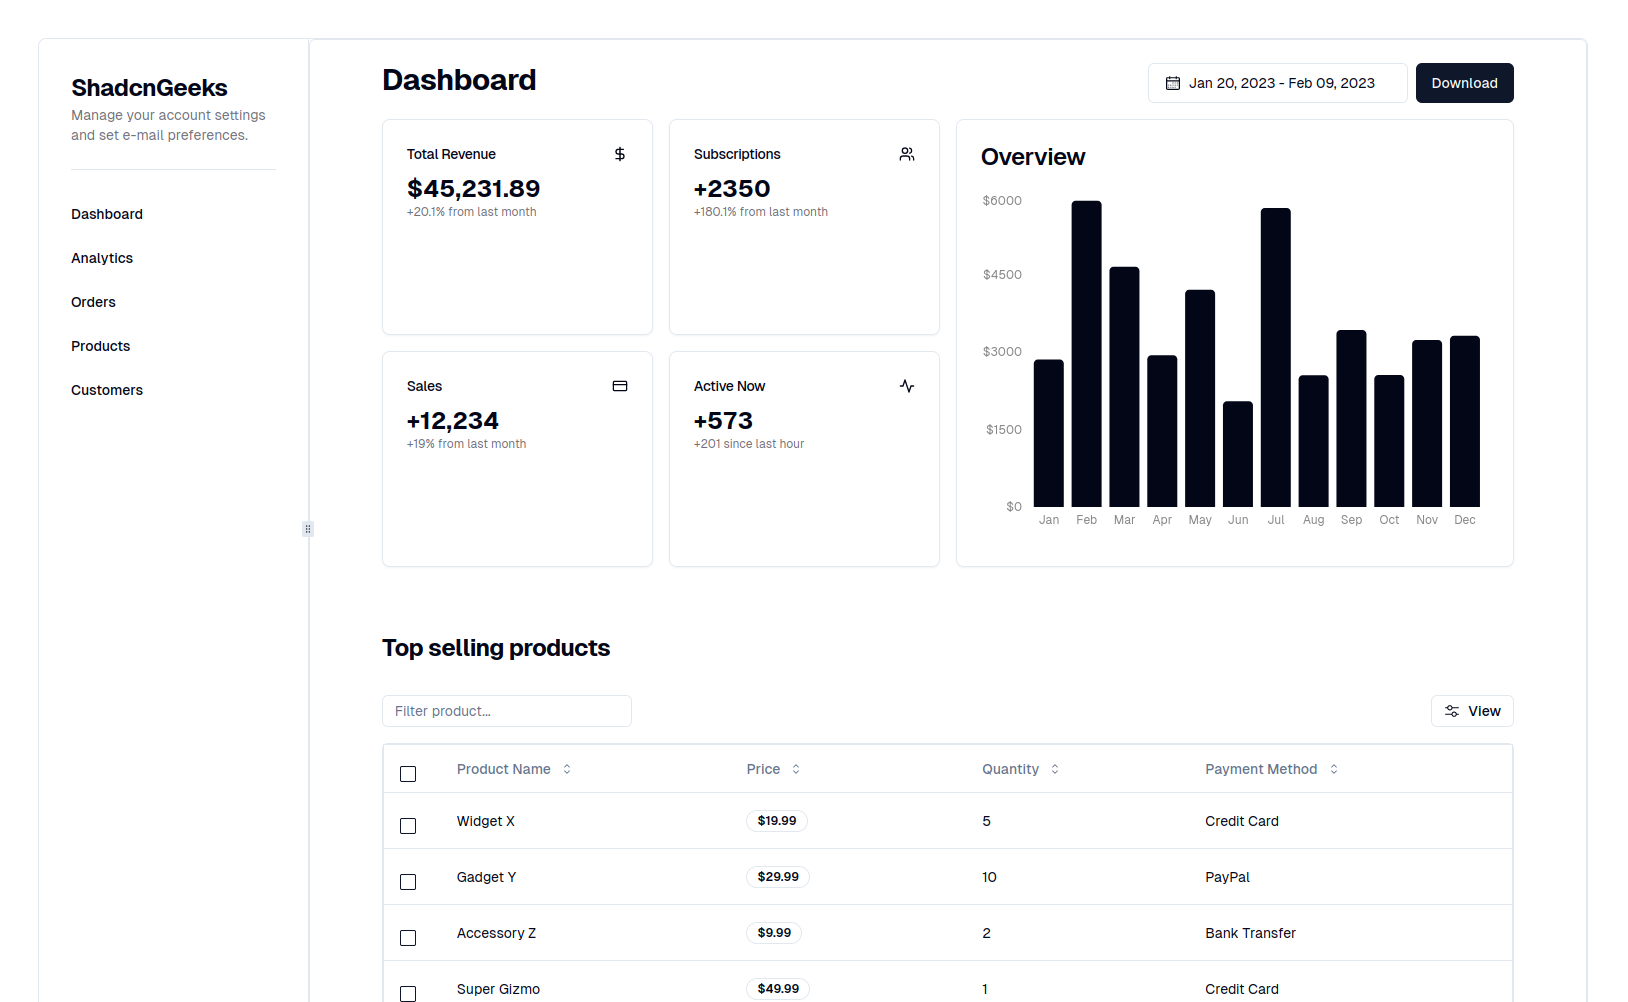 ShadcnGeeks
Manage your account settings
and set e-mail preferences.
Dashboard
Analytics
Orders
Products
Customers
Dashboard
Jan 20, 2023 - Feb 09, 2023
Download
Total Revenue
$45,231.89
+20.1% from last month
Subscriptions
+2350
+180.1% from last month
Sales
+12,234
+19% from last month
Active Now
+573
+201 since last hour
Overview
$6000
$4500
$3000
$1500
$0
Jan Feb Mar Apr May Jun Jul Aug Sep Oct Nov Dec
Top selling products
Filter product...
View
Product Name Price Quantity Payment Method
Widget X $19.99 5 Credit Card
Gadget Y $29.99 10 PayPal
Accessory Z $9.99 2 Bank Transfer
Super Gizmo $49.99 1 Credit Card